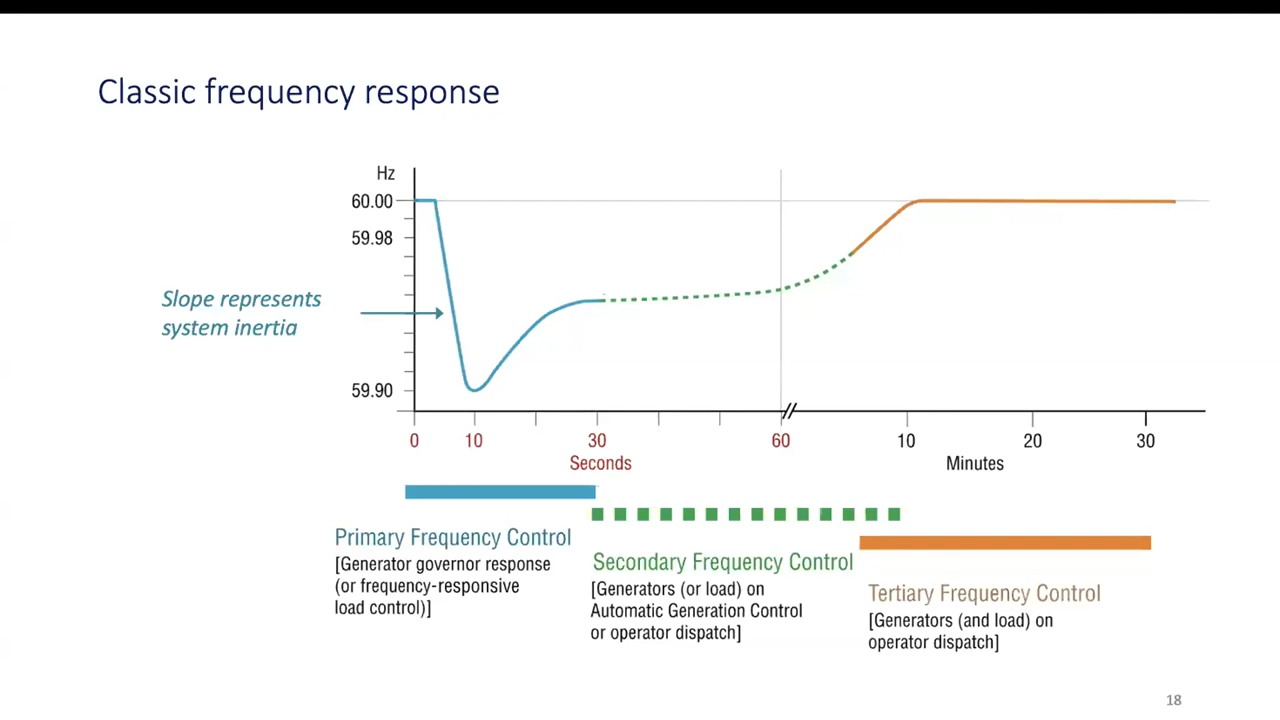 Classic frequency response
Hz
60.00
59.98
59.90
Slope represents
system inertia
0
10
30
60
10
20
30
Seconds
Minutes
Primary Frequency Control
[Generator governor response
(or frequency-responsive
load control)]
Secondary Frequency Control
[Generators (or load) on
Automatic Generation Control
or operator dispatch]
Tertiary Frequency Control
[Generators (and load) on
operator dispatch]
18